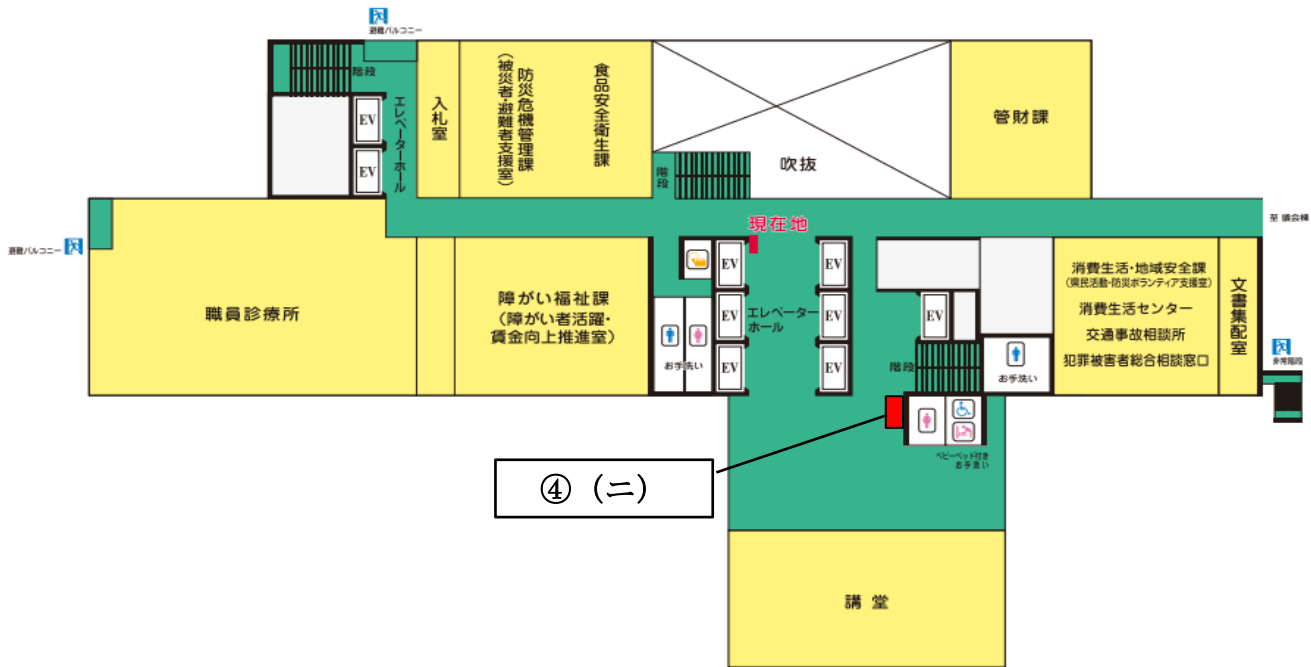 避難バルコニー
階段
EV
EV
エレベーターホール
入札室
防災危機管理課
（被災者・避難者支援室）
食品安全衛生課
階段
吹抜
管財課
至 議会棟
現在地
避難バルコニー
職員診療所
障がい福祉課
（障がい者活躍・
賃金向上推進室）
お手洗い
EV
EV
EV
エレベーター
ホール
EV
EV
EV
EV
階段
お手洗い
消費生活・地域安全課
（県民活動・防災ボランティア支援室）
消費生活センター
交通事故相談所
犯罪被害者総合相談窓口
文書集配室
非常階段
ベビーベッド付き
お手洗い
④（ニ）
講堂